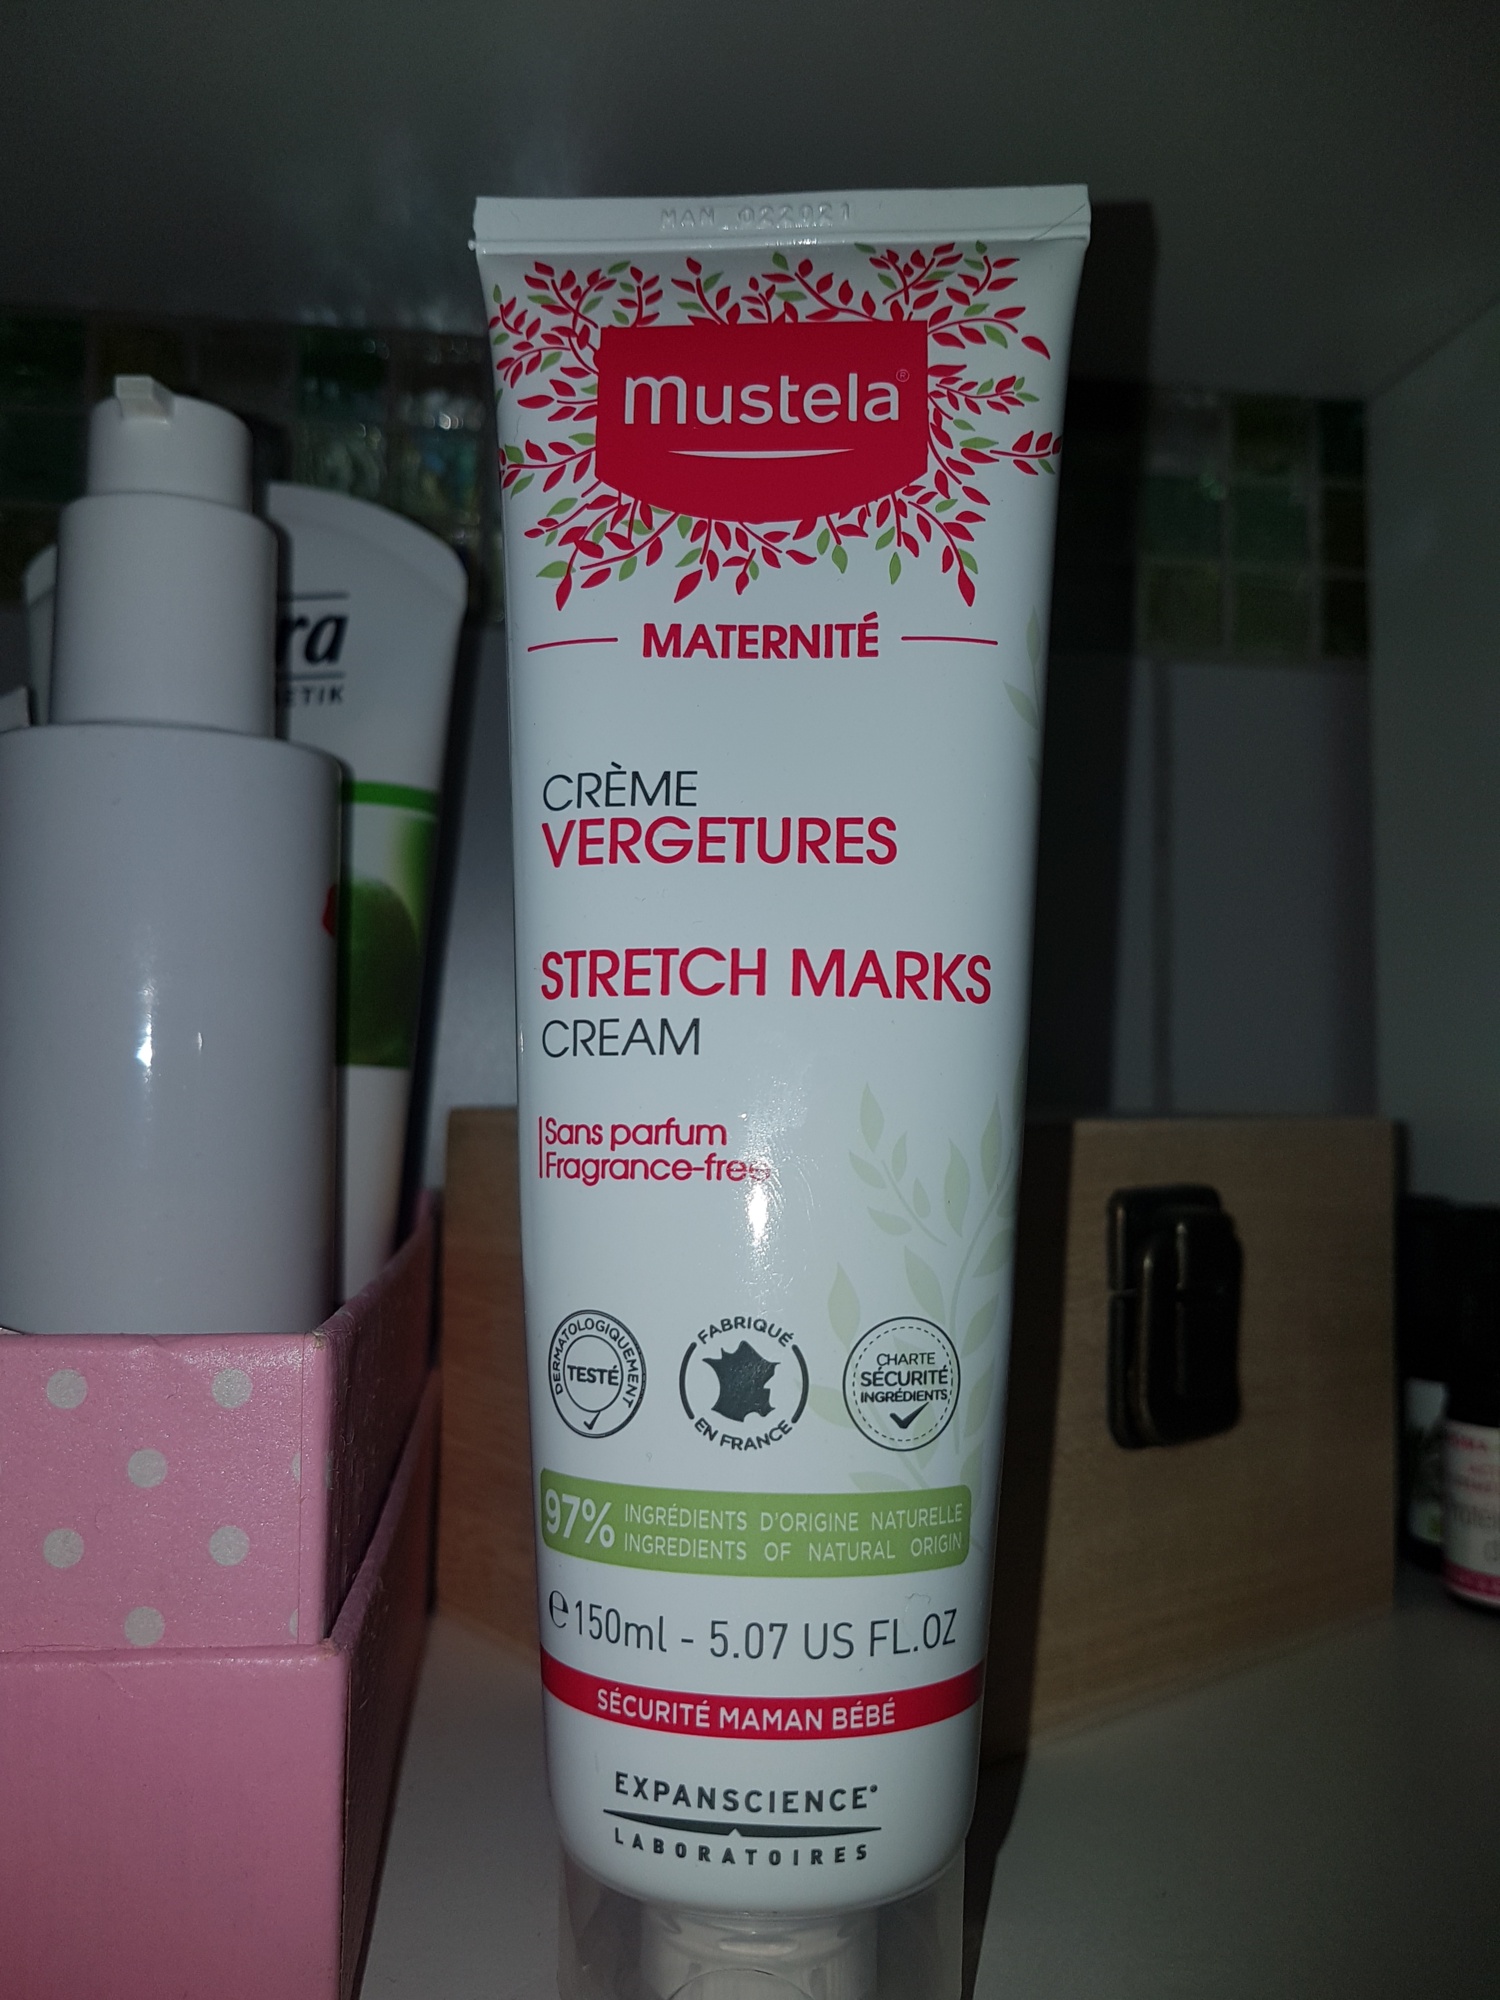 MAN 022021
mustela®
MATERNITÉ
CRÈME
VERGETURES
STRETCH MARKS
CREAM
Sans parfum
Fragrance-free
DERMATOLOGIQUEMENT
TESTÉ
FABRIQUÉ
EN FRANCE
CHARTE
SÉCURITÉ
INGRÉDIENTS
97% INGRÉDIENTS D'ORIGINE NATURELLE
INGREDIENTS OF NATURAL ORIGIN
℮150ml - 5.07 US FL.OZ
SÉCURITÉ MAMAN BÉBÉ
EXPANSCIENCE®
LABORATOIRES
ra
ETIK